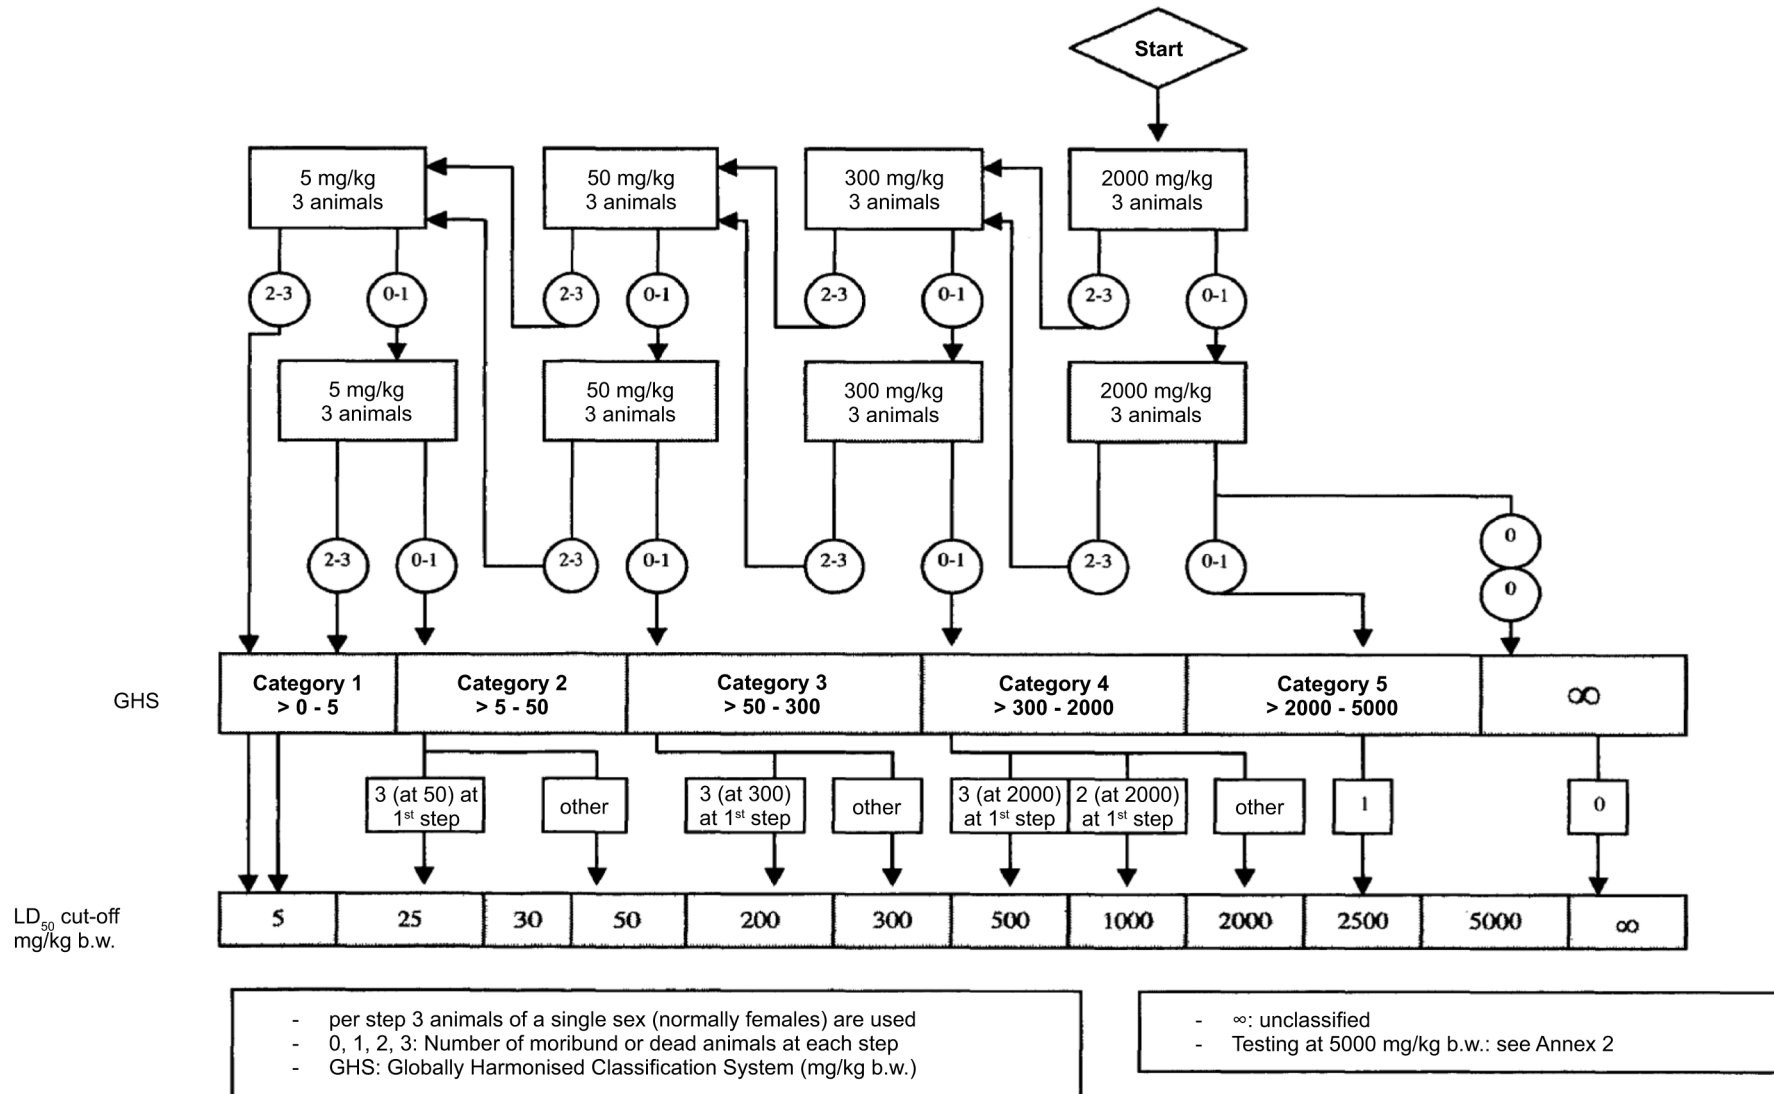 Start
5 mg/kg
3 animals
50 mg/kg
3 animals
300 mg/kg
3 animals
2000 mg/kg
3 animals
2-3
0-1
2-3
0-1
2-3
0-1
2-3
0-1
5 mg/kg
3 animals
50 mg/kg
3 animals
300 mg/kg
3 animals
2000 mg/kg
3 animals
2-3
0-1
2-3
0-1
2-3
0-1
2-3
0-1
0
0
GHS
Category 1
> 0 - 5
Category 2
> 5 - 50
Category 3
> 50 - 300
Category 4
> 300 - 2000
Category 5
> 2000 - 5000
∞
3 (at 50) at
1st step
other
3 (at 300)
at 1st step
other
3 (at 2000)
at 1st step
2 (at 2000)
at 1st step
other
1
0
LD50 cut-off
mg/kg b.w.
5
25
30
50
200
300
500
1000
2000
2500
5000
∞
- per step 3 animals of a single sex (normally females) are used
- 0, 1, 2, 3: Number of moribund or dead animals at each step
- GHS: Globally Harmonised Classification System (mg/kg b.w.)
- ∞: unclassified
- Testing at 5000 mg/kg b.w.: see Annex 2